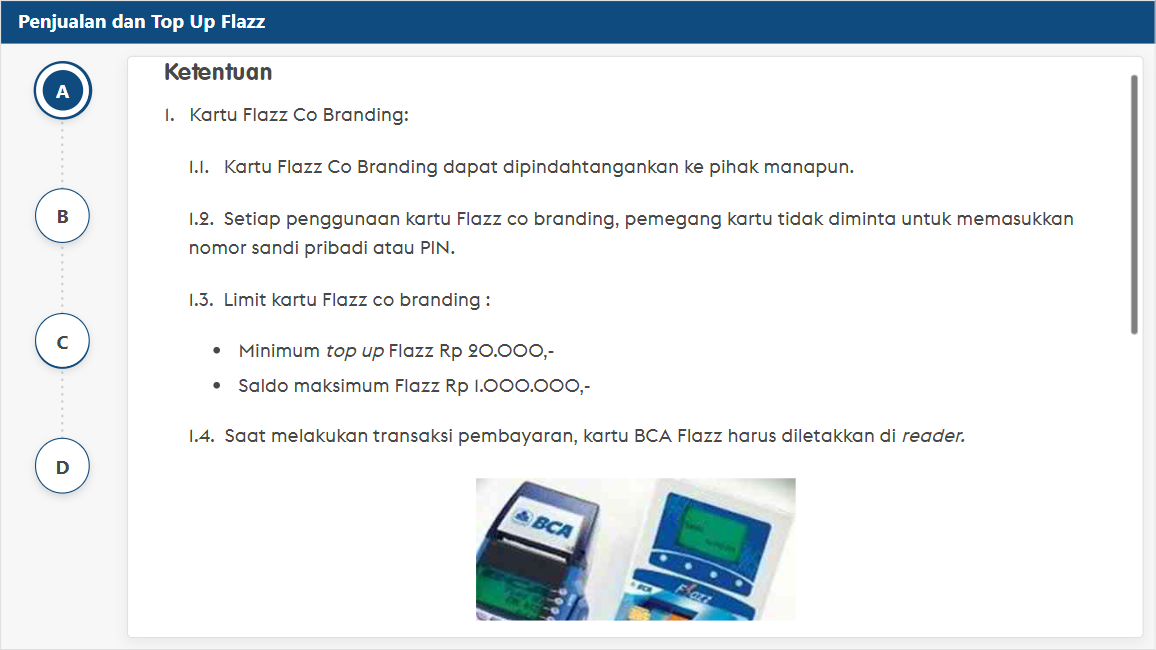 Penjualan dan Top Up Flazz
A
B
C
D
Ketentuan
1. Kartu Flazz Co Branding:
1.1. Kartu Flazz Co Branding dapat dipindahtangankan ke pihak manapun.
1.2. Setiap penggunaan kartu Flazz co branding, pemegang kartu tidak diminta untuk memasukkan
nomor sandi pribadi atau PIN.
1.3. Limit kartu Flazz co branding :
• Minimum top up Flazz Rp 20.000,-
• Saldo maksimum Flazz Rp 1.000.000,-
1.4. Saat melakukan transaksi pembayaran, kartu BCA Flazz harus diletakkan di reader.
BCA
BCA
Flazz